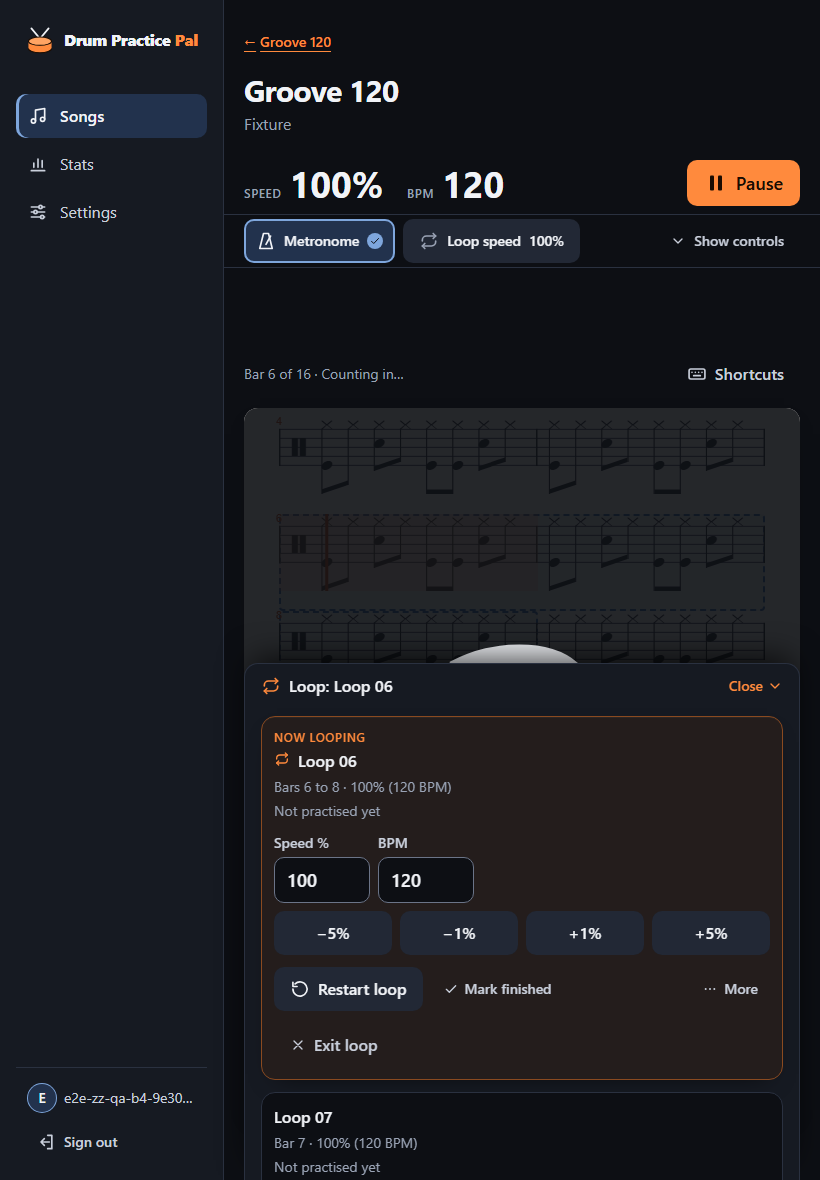 Drum Practice Pal
Songs
Stats
Settings
← Groove 120
Groove 120
Fixture
SPEED 100% BPM 120
Pause
Metronome
Loop speed 100%
Show controls
Bar 6 of 16 · Counting in...
Shortcuts
4
Loop: Loop 06
Close
NOW LOOPING
Loop 06
Bars 6 to 8 · 100% (120 BPM)
Not practised yet
Speed % BPM
100 120
−5% −1% +1% +5%
Restart loop
Mark finished
··· More
Exit loop
Loop 07
Bar 7 · 100% (120 BPM)
Not practised yet
E
e2e-zz-qa-b4-9e30...
Sign out